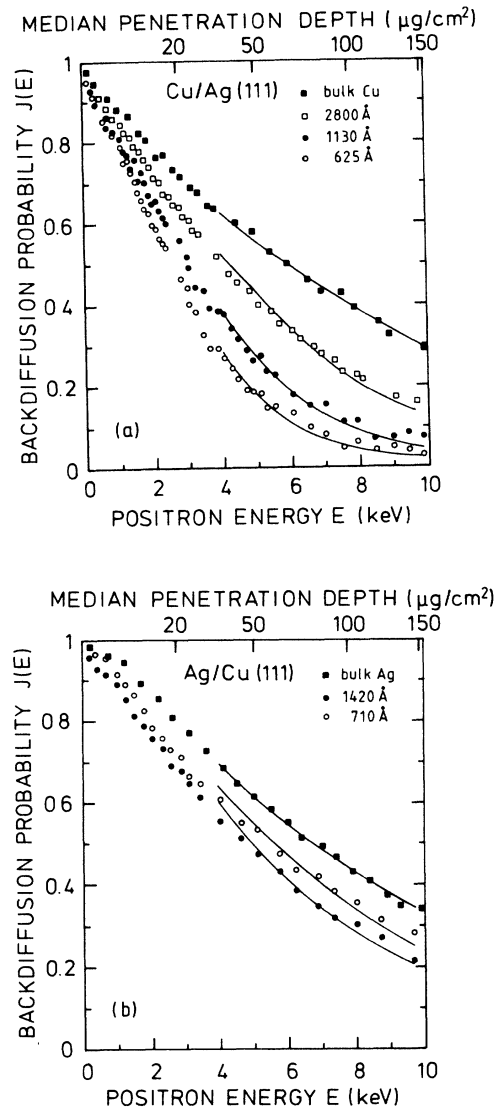 MEDIAN PENETRATION DEPTH (µg/cm²)
20 50 100 150
BACKDIFFUSION PROBABILITY J(E)
1
0.8
0.6
0.4
0.2
0
Cu/Ag(111)
■ bulk Cu
□ 2800 Å
● 1130 Å
○ 625 Å
(a)
0 2 4 6 8 10
POSITRON ENERGY E (keV)
MEDIAN PENETRATION DEPTH (µg/cm²)
20 50 100 150
BACKDIFFUSION PROBABILITY J(E)
1
0.8
0.6
0.4
0.2
0
Ag/Cu(111)
■ bulk Ag
● 1420 Å
○ 710 Å
(b)
0 2 4 6 8 10
POSITRON ENERGY E (keV)